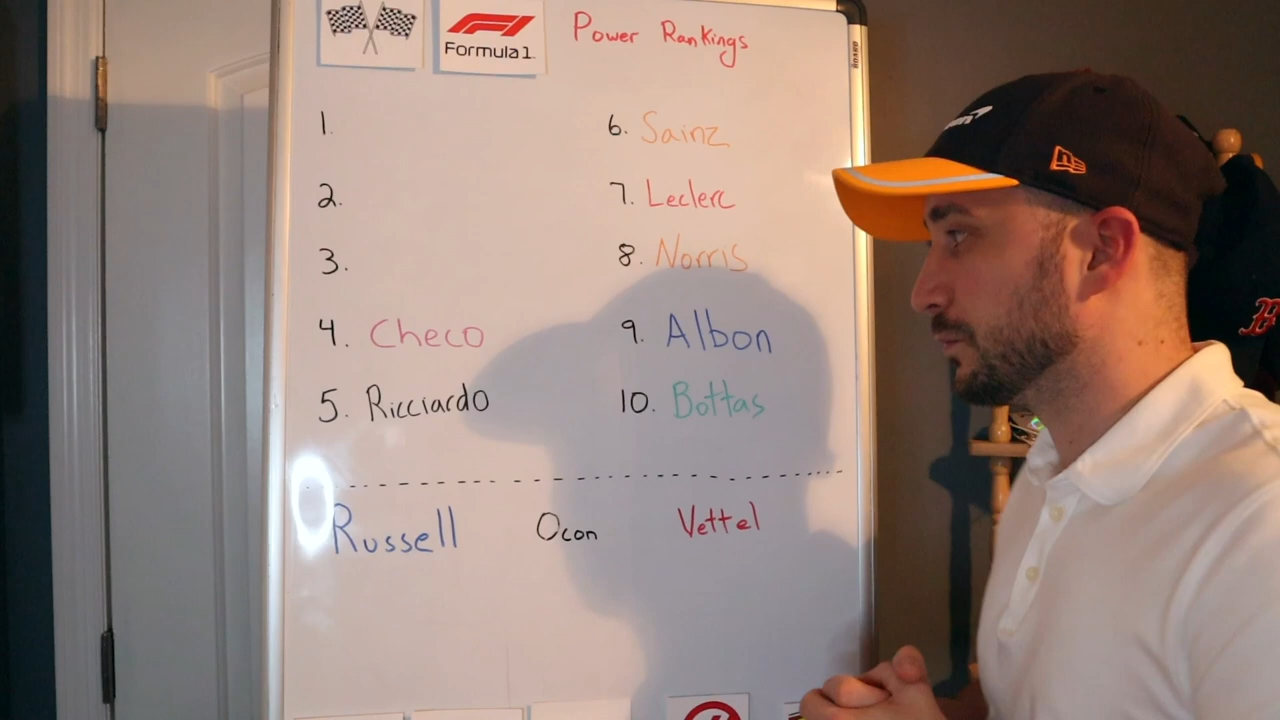 Formula 1
Power Rankings
1.
2.
3.
4. Checo
5. Ricciardo
6. Sainz
7. Leclerc
8. Norris
9. Albon
10. Bottas
Russell Ocon Vettel